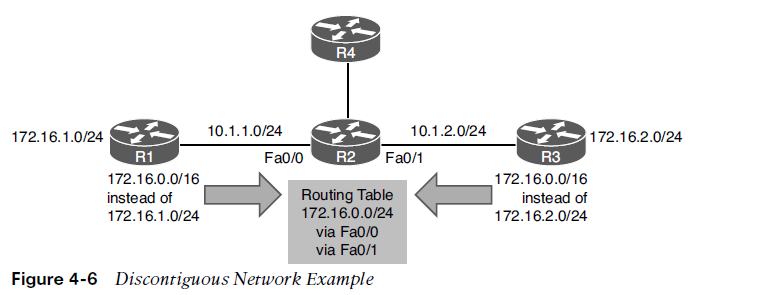 R4
172.16.1.0/24
10.1.1.0/24
10.1.2.0/24
172.16.2.0/24
R1
Fa0/0
R2
Fa0/1
R3
172.16.0.0/16
instead of
172.16.1.0/24
Routing Table
172.16.0.0/24
via Fa0/0
via Fa0/1
172.16.0.0/16
instead of
172.16.2.0/24
Figure 4-6 Discontiguous Network Example